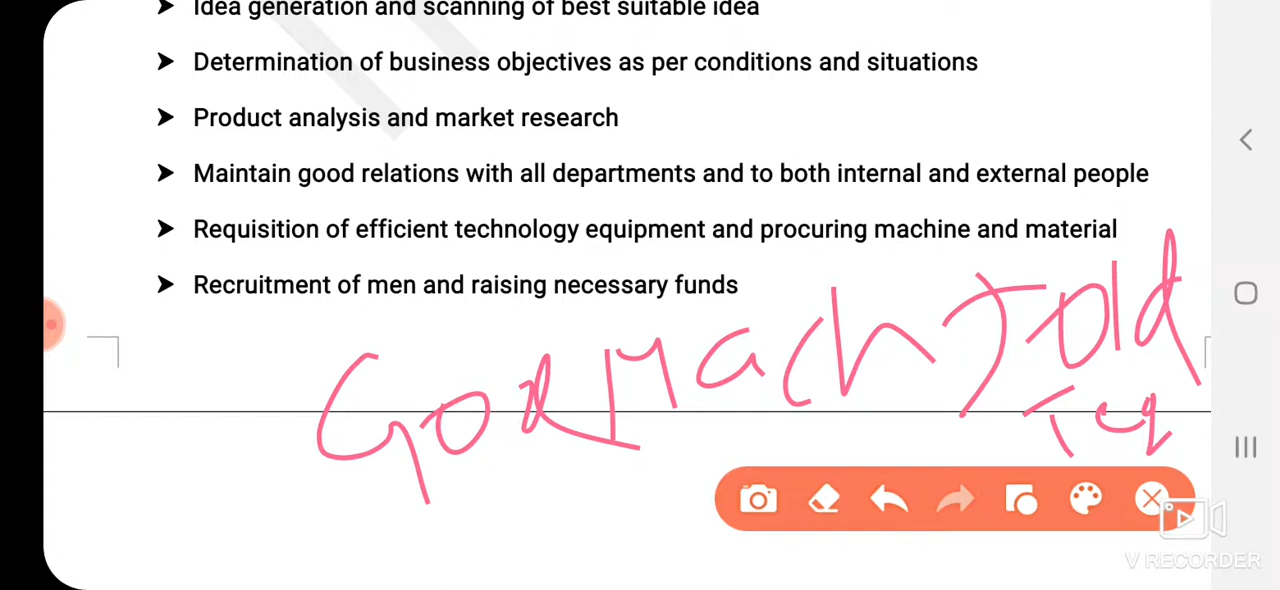 ➤ Idea generation and scanning of best suitable idea
➤ Determination of business objectives as per conditions and situations
➤ Product analysis and market research
➤ Maintain good relations with all departments and to both internal and external people
➤ Requisition of efficient technology equipment and procuring machine and material
➤ Recruitment of men and raising necessary funds
Old
V RECORDER